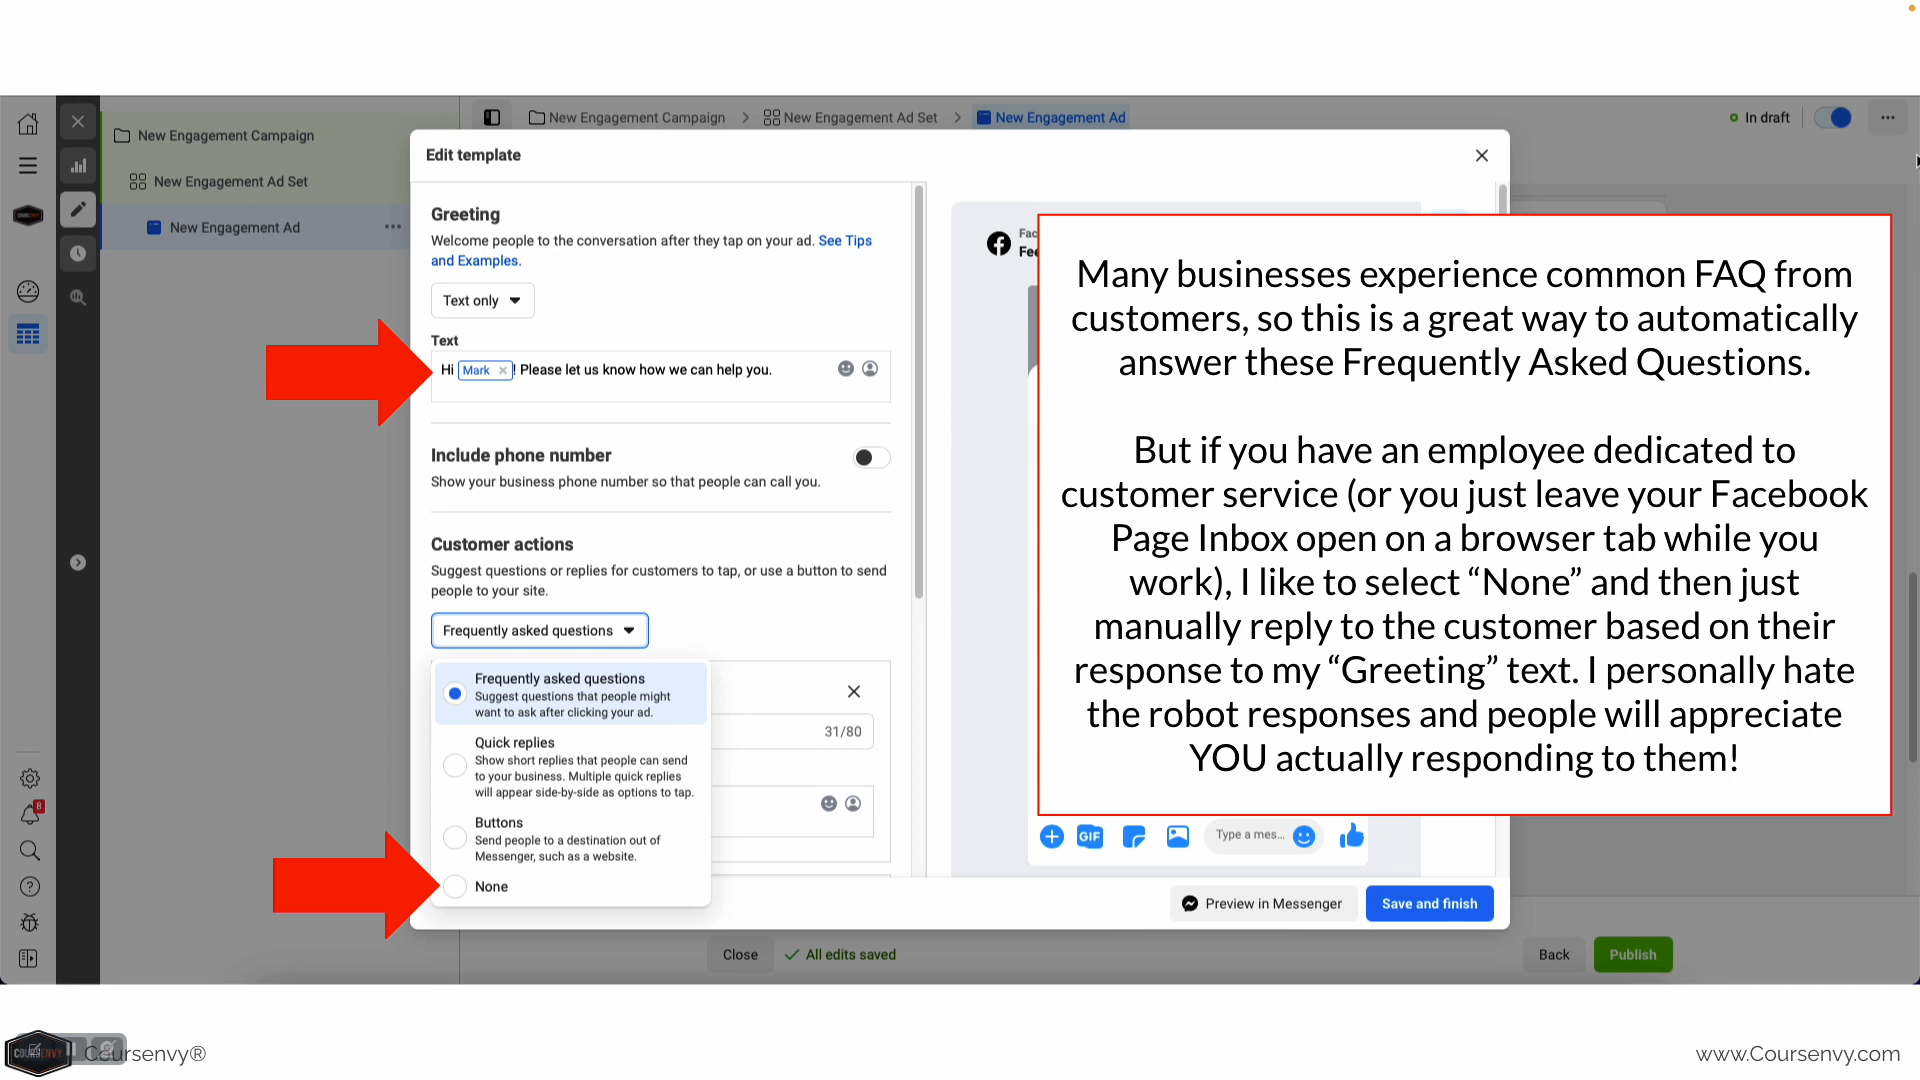 New Engagement Campaign
New Engagement Ad Set
New Engagement Ad
New Engagement Campaign
New Engagement Ad Set
New Engagement Ad
In draft
Edit template
Greeting
Welcome people to the conversation after they tap on your ad. See Tips
and Examples.
Text only
Text
Hi Mark × ! Please let us know how we can help you.
Include phone number
Show your business phone number so that people can call you.
Customer actions
Suggest questions or replies for customers to tap, or use a button to send
people to your site.
Frequently asked questions
Frequently asked questions
Suggest questions that people might
want to ask after clicking your ad.
31/80
Quick replies
Show short replies that people can send
to your business. Multiple quick replies
will appear side-by-side as options to tap.
Buttons
Send people to a destination out of
Messenger, such as a website.
None
Fac
Fee
Many businesses experience common FAQ from
customers, so this is a great way to automatically
answer these Frequently Asked Questions.
But if you have an employee dedicated to
customer service (or you just leave your Facebook
Page Inbox open on a browser tab while you
work), I like to select “None” and then just
manually reply to the customer based on their
response to my “Greeting” text. I personally hate
the robot responses and people will appreciate
YOU actually responding to them!
GIF
Type a mes...
Preview in Messenger
Save and finish
Close
All edits saved
Back
Publish
8
Coursenvy®
www.Coursenvy.com